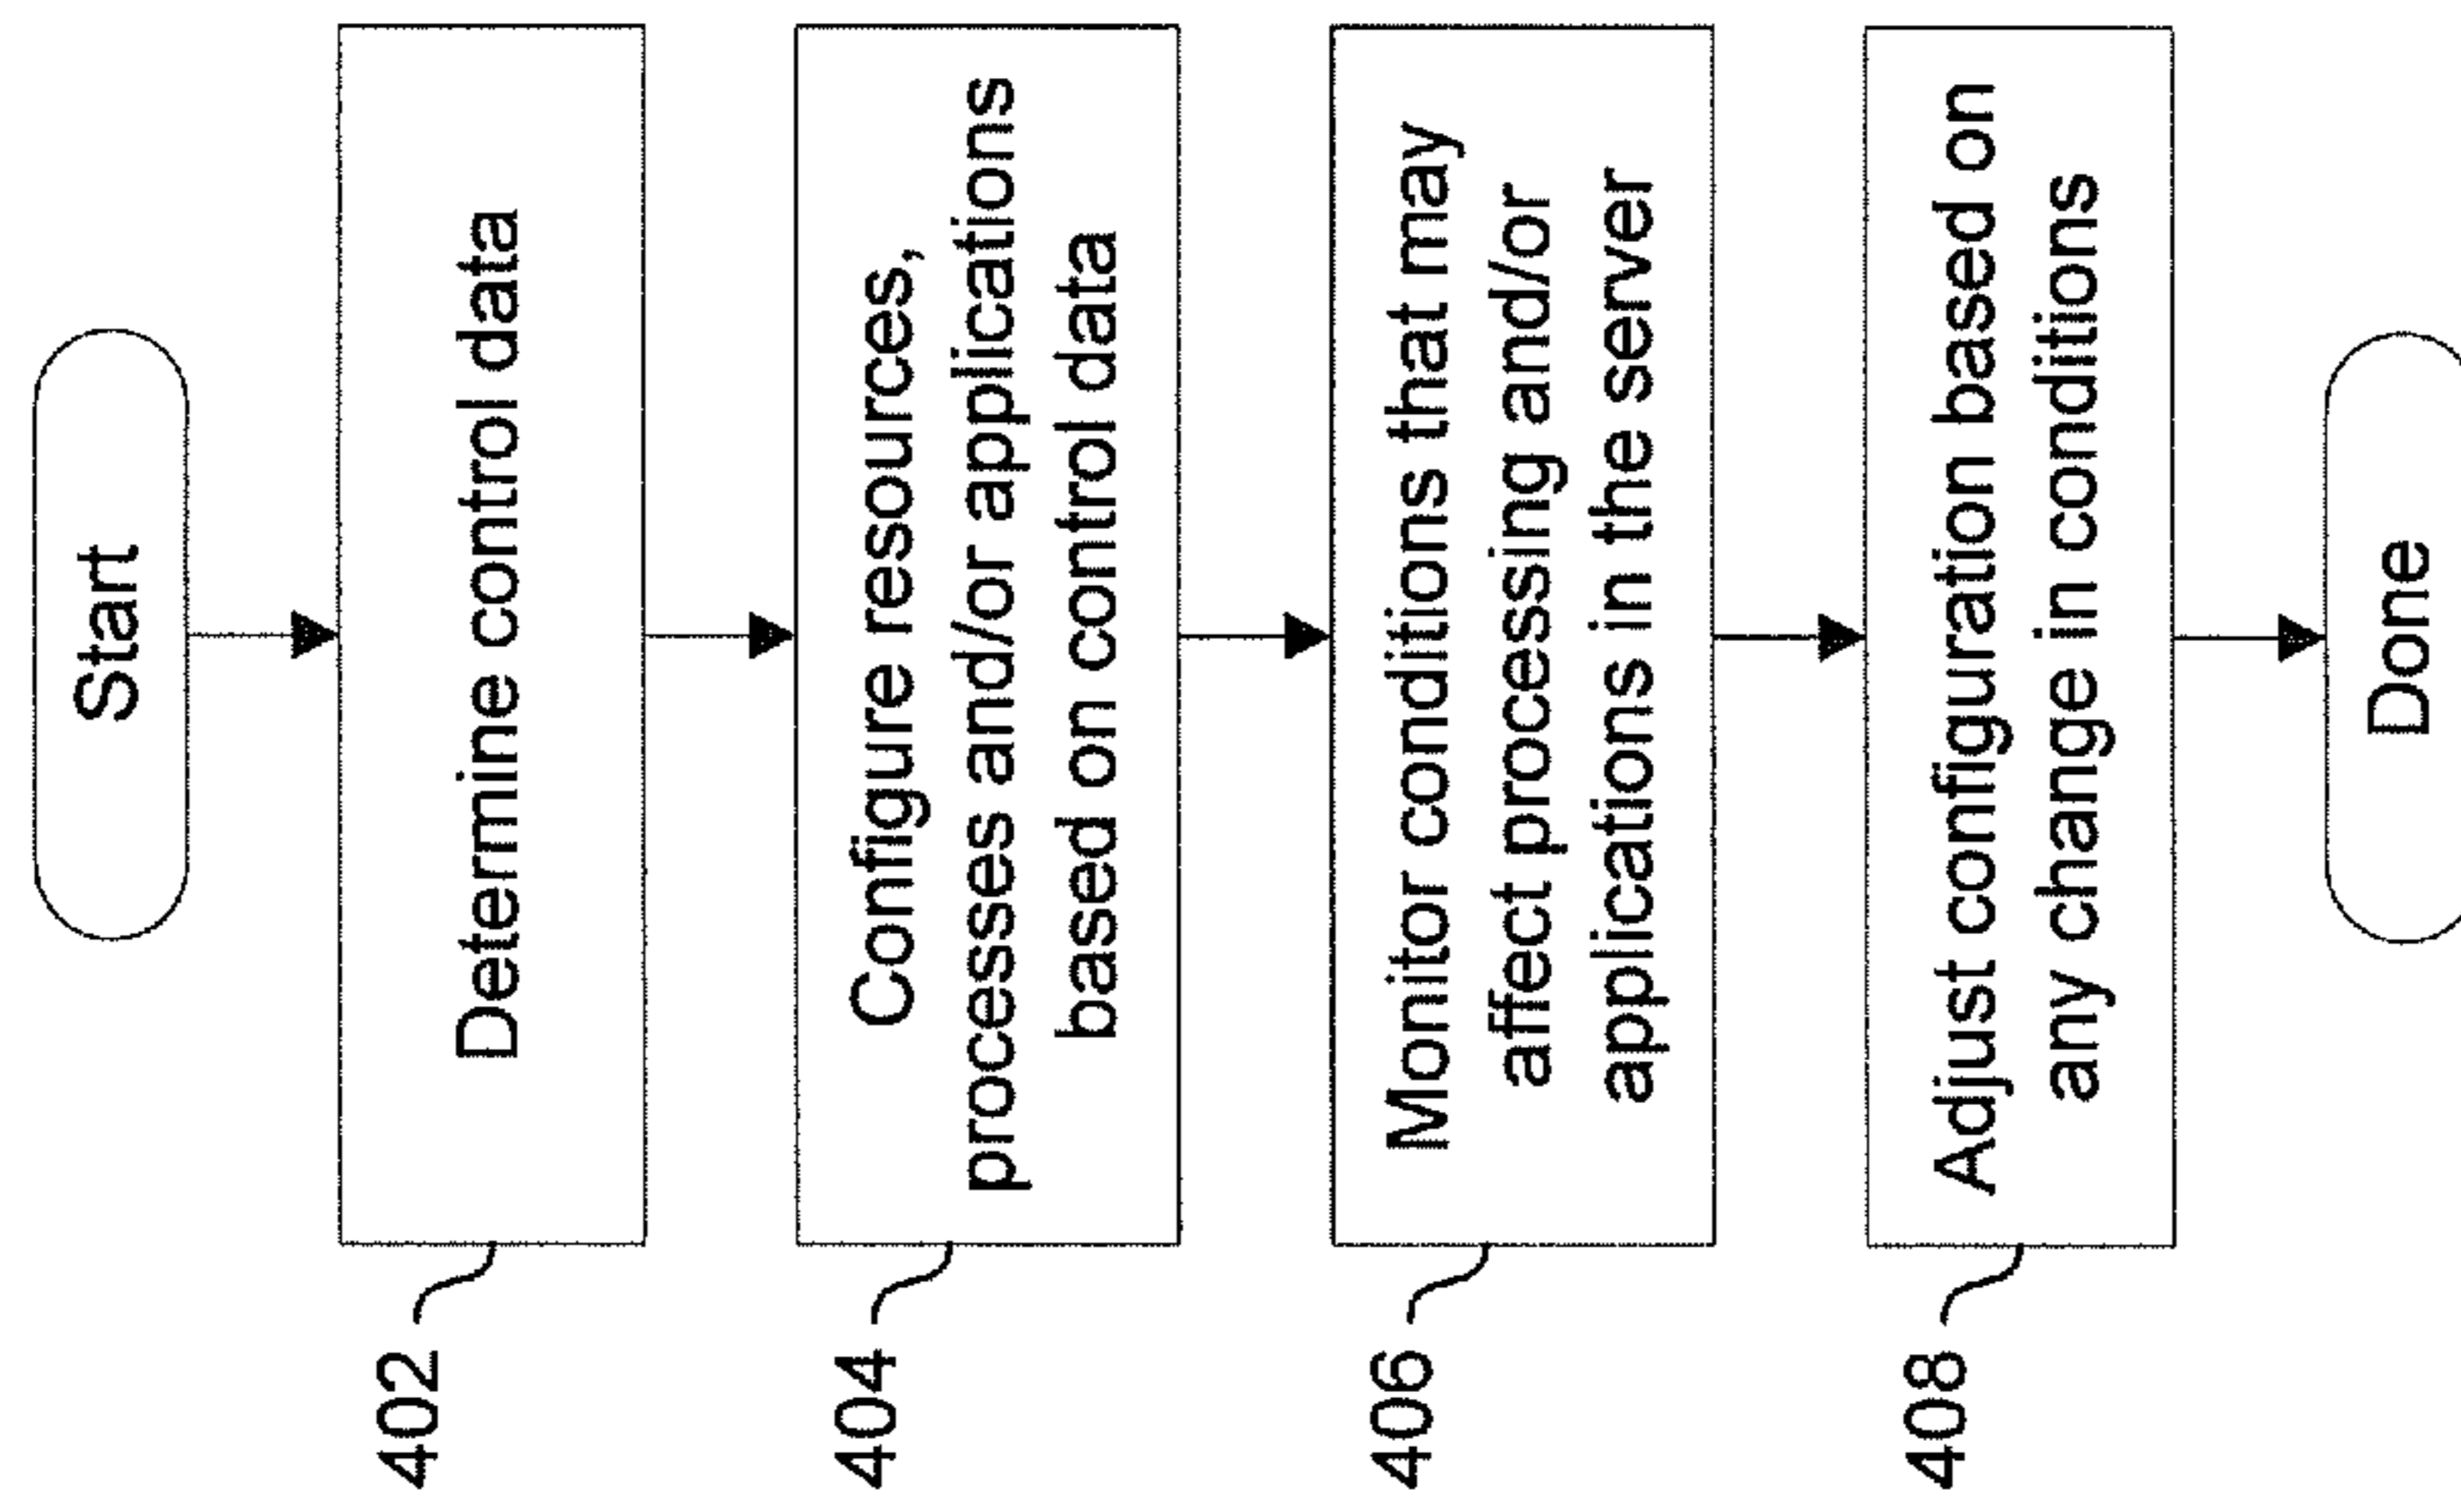 Start
402
Determine control data
404
Configure resources,
processes and/or applications
based on control data
406
Monitor conditions that may
affect processing and/or
applications in the server
408
Adjust configuration based on
any change in conditions
Done